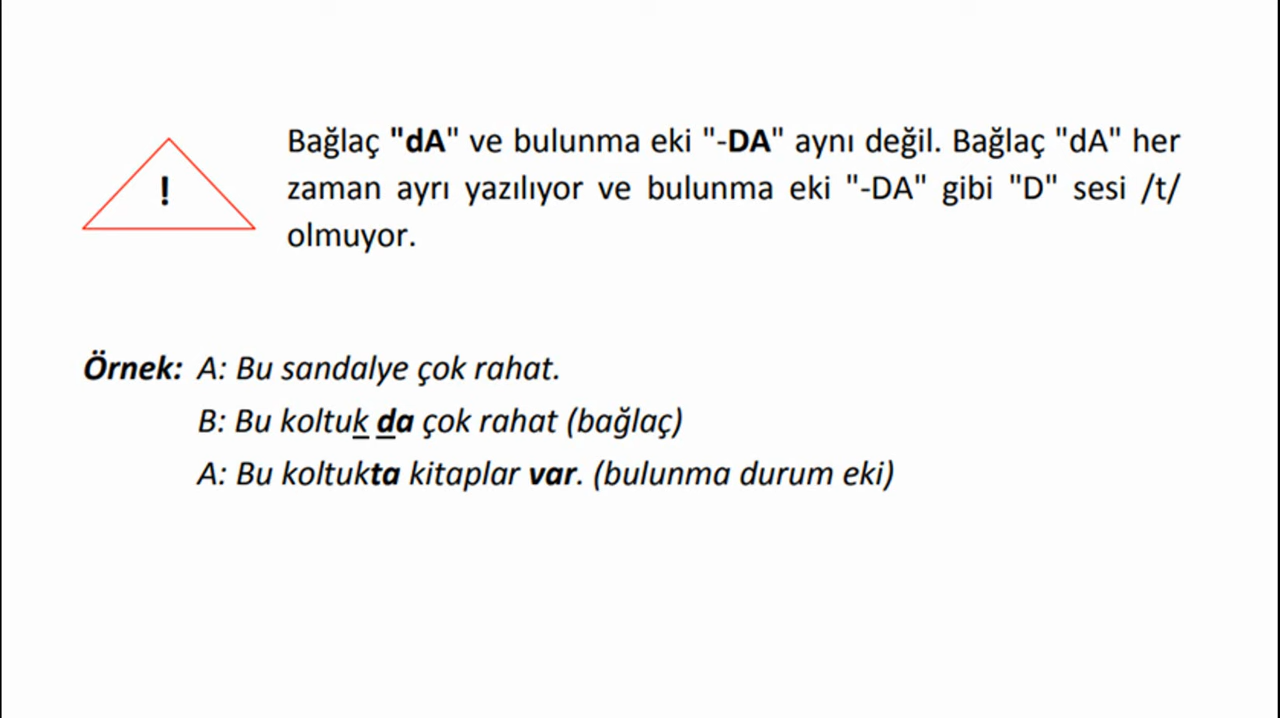 Bağlaç "dA" ve bulunma eki "-DA" aynı değil. Bağlaç "dA" her
!
zaman ayrı yazılıyor ve bulunma eki "-DA" gibi "D" sesi /t/
olmuyor.
Örnek: A: Bu sandalye çok rahat.
B: Bu koltuk da çok rahat (bağlaç)
A: Bu koltukta kitaplar var. (bulunma durum eki)